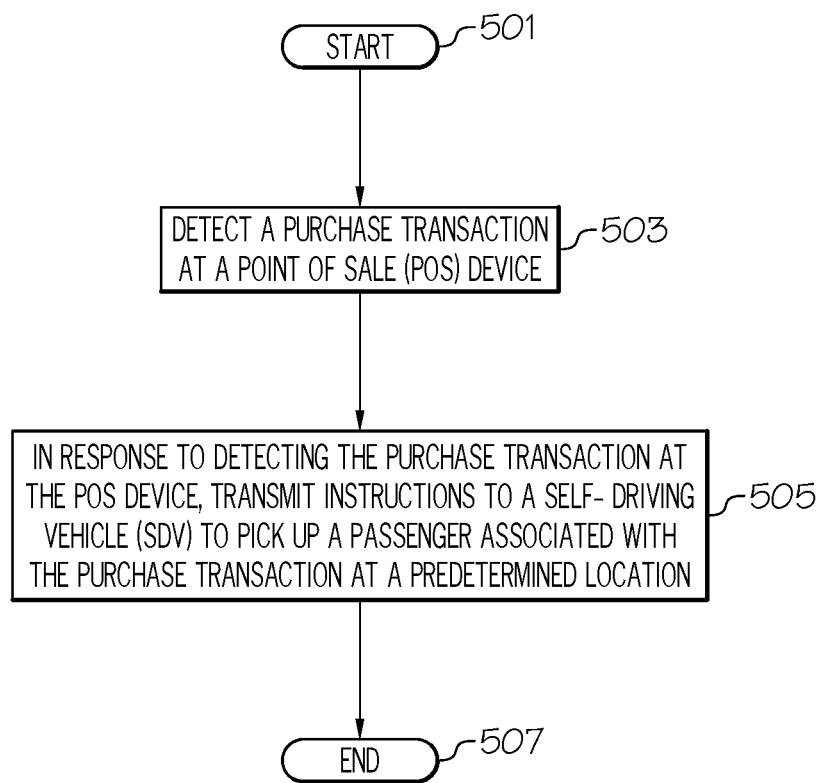 START
501
DETECT A PURCHASE TRANSACTION
AT A POINT OF SALE (POS) DEVICE
503
IN RESPONSE TO DETECTING THE PURCHASE TRANSACTION AT
THE POS DEVICE, TRANSMIT INSTRUCTIONS TO A SELF-DRIVING
VEHICLE (SDV) TO PICK UP A PASSENGER ASSOCIATED WITH
THE PURCHASE TRANSACTION AT A PREDETERMINED LOCATION
505
END
507